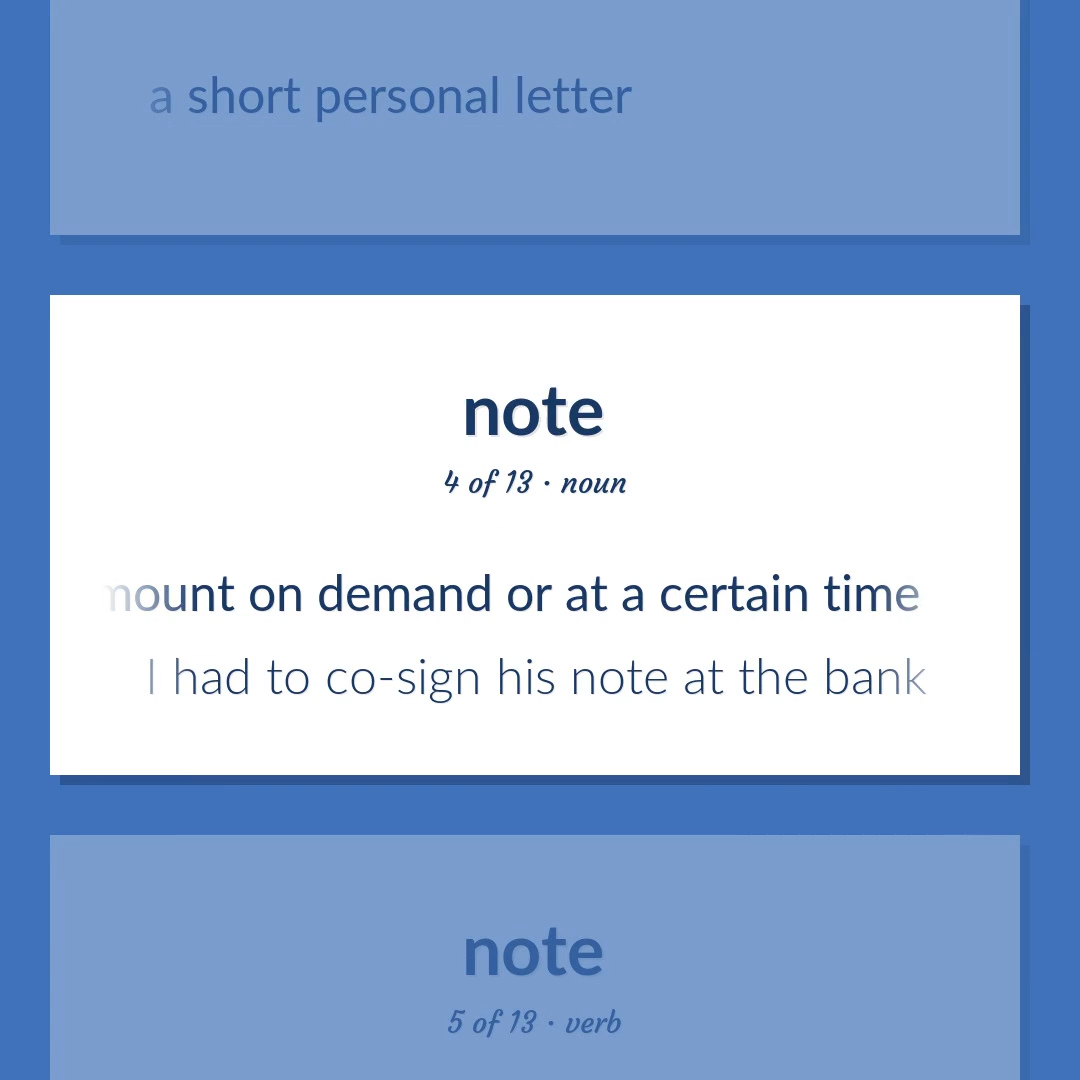 a short personal letter
note
4 of 13 · noun
mount on demand or at a certain time
I had to co-sign his note at the bank
note
5 of 13 · verb